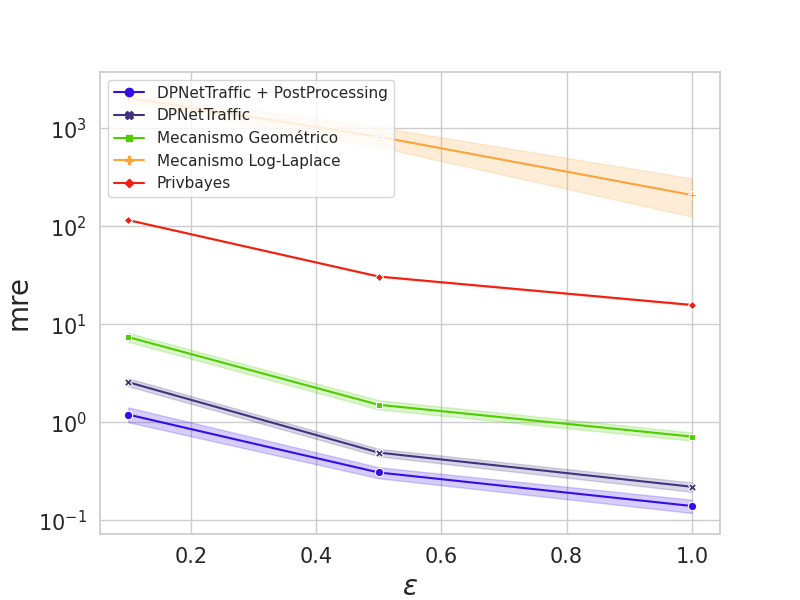 DPNetTraffic + PostProcessing
DPNetTraffic
Mecanismo Geométrico
Mecanismo Log-Laplace
Privbayes
10³
10²
10¹
10⁰
10⁻¹
mre
0.2 0.4 0.6 0.8 1.0
ε